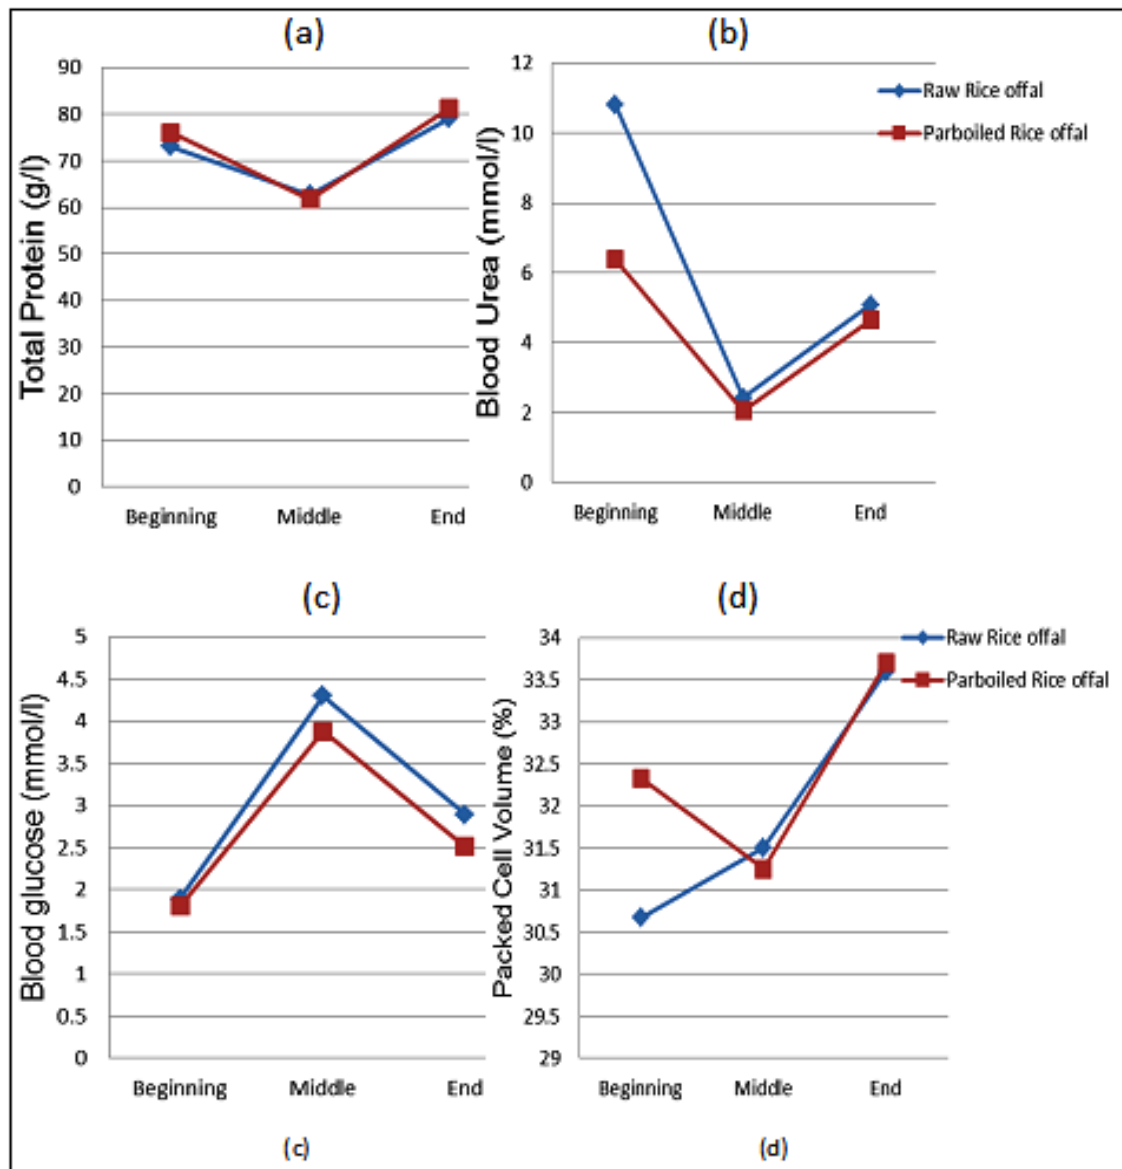 (a)
Total Protein (g/l)
90
80
70
60
50
40
30
20
10
0
Beginning Middle End
(b)
Blood Urea (mmol/l)
12
10
8
6
4
2
0
Beginning Middle End
Raw Rice offal
Parboiled Rice offal
(c)
Blood glucose (mmol/l)
5
4.5
4
3.5
3
2.5
2
1.5
1
0.5
0
Beginning Middle End
(c)
(d)
Packed Cell Volume (%)
34
33.5
33
32.5
32
31.5
31
30.5
30
29.5
29
Beginning Middle End
Raw Rice offal
Parboiled Rice offal
(d)